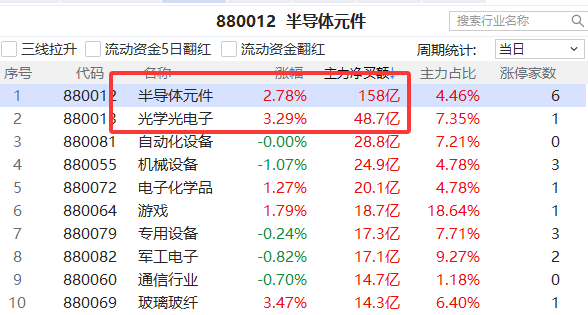 880012 半导体元件
搜索行业名称
三线拉升 流动资金5日翻红 流动资金翻红 周期统计: 当日
序号 代码 名称 涨幅 主力净买额↓ 主力占比 涨停家数
1 880012 半导体元件 2.78% 158亿 4.46% 6
2 880013 光学光电子 3.29% 48.7亿 7.35% 1
3 880081 自动化设备 -0.00% 28.8亿 7.21% 0
4 880055 机械设备 -1.07% 24.9亿 4.78% 3
5 880072 电子化学品 1.27% 20.1亿 4.78% 1
6 880064 游戏 1.79% 18.7亿 18.64% 1
7 880079 专用设备 -0.24% 17.3亿 7.71% 3
8 880082 军工电子 -0.82% 17.1亿 9.27% 2
9 880060 通信行业 -0.70% 14.7亿 1.18% 0
10 880069 玻璃玻纤 3.47% 14.3亿 6.40% 1